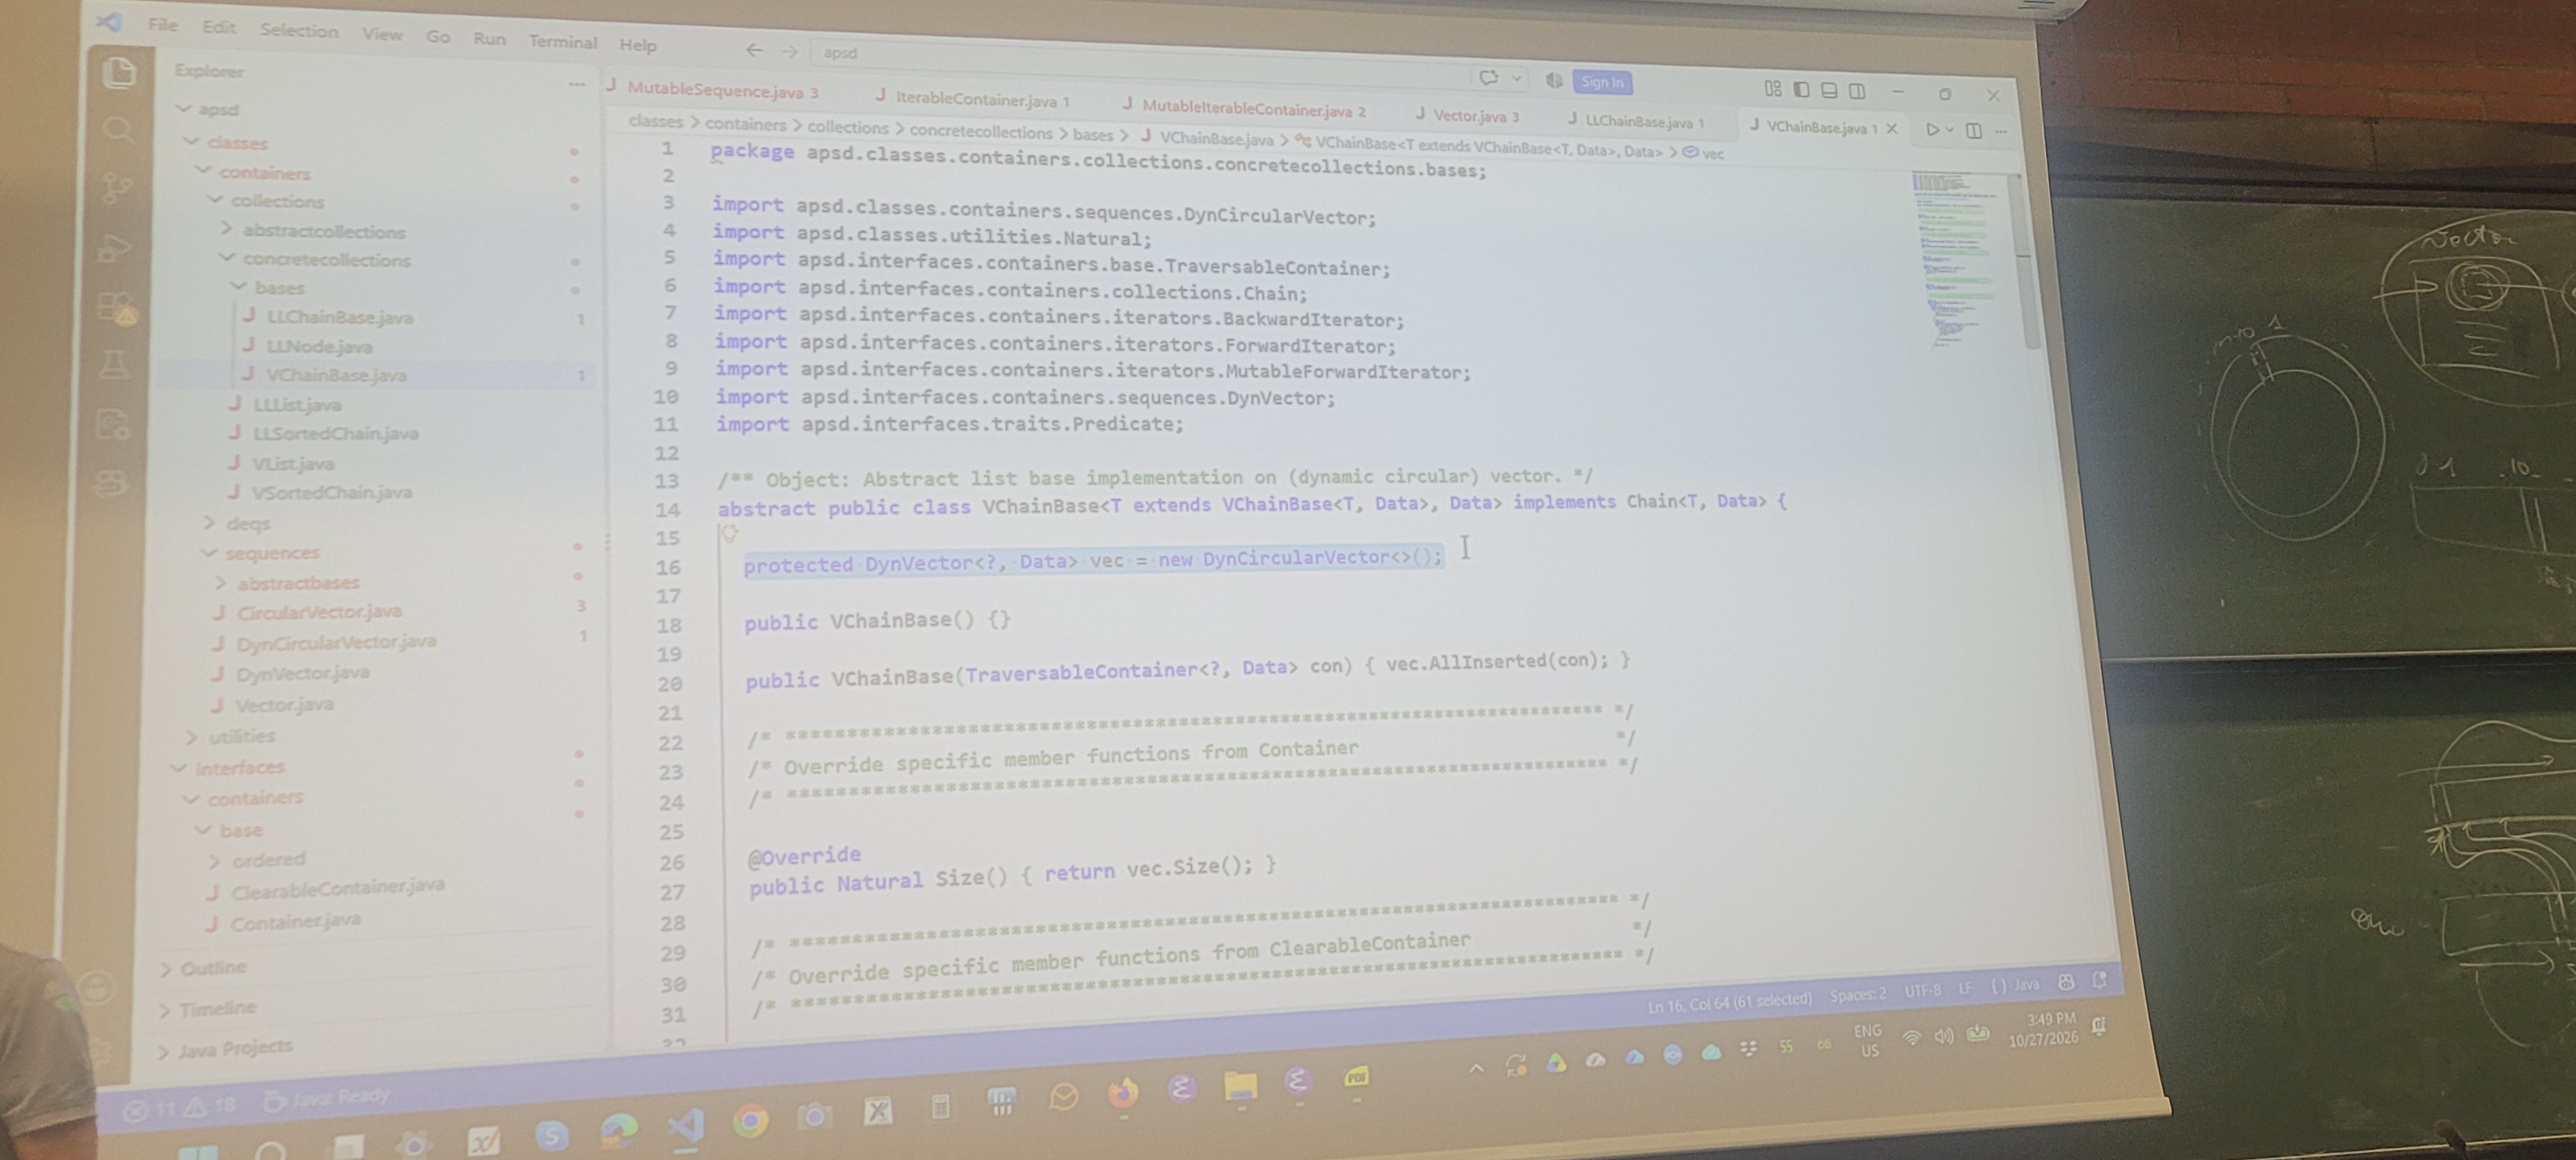 File Edit Selection View Go Run Terminal Help
apsd
Sign In
Explorer
apsd
classes
containers
collections
abstractcollections
concretecollections
bases
LLChainBase.java 1
LLNode.java
VChainBase.java 1
LLList.java
LLSortedChain.java
VList.java
VSortedChain.java
deqs
sequences
abstractbases
CircularVector.java 3
DynCircularVector.java 1
DynVector.java
Vector.java
utilities
interfaces
containers
base
ordered
ClearableContainer.java
Container.java
Outline
Timeline
Java Projects
MutableSequence.java 3 IterableContainer.java 1 MutableIterableContainer.java 2 Vector.java 3 LLChainBase.java 1 VChainBase.java 1
classes > containers > collections > concretecollections > bases > VChainBase.java > VChainBase<T extends VChainBase<T, Data>, Data> > vec
1 package apsd.classes.containers.collections.concretecollections.bases;
2
3 import apsd.classes.containers.sequences.DynCircularVector;
4 import apsd.classes.utilities.Natural;
5 import apsd.interfaces.containers.base.TraversableContainer;
6 import apsd.interfaces.containers.collections.Chain;
7 import apsd.interfaces.containers.iterators.BackwardIterator;
8 import apsd.interfaces.containers.iterators.ForwardIterator;
9 import apsd.interfaces.containers.iterators.MutableForwardIterator;
10 import apsd.interfaces.containers.sequences.DynVector;
11 import apsd.interfaces.traits.Predicate;
12
13 /** Object: Abstract list base implementation on (dynamic circular) vector. */
14 abstract public class VChainBase<T extends VChainBase<T, Data>, Data> implements Chain<T, Data> {
15
16 protected DynVector<?, Data> vec = new DynCircularVector<>();
17
18 public VChainBase() {}
19
20 public VChainBase(TraversableContainer<?, Data> con) { vec.AllInserted(con); }
21
22 /* ************************************************************************ */
23 /* Override specific member functions from Container */
24 /* ************************************************************************ */
25
26 @Override
27 public Natural Size() { return vec.Size(); }
28
29 /* ************************************************************************ */
30 /* Override specific member functions from ClearableContainer */
31 /* ************************************************************************ */
11 18 Java: Ready
Ln 16, Col 64 (61 selected) Spaces: 2 UTF-8 LF {} Java
55 66 ENG
US
3:49 PM
10/27/2026
PDF
Vector
1
0 1 10